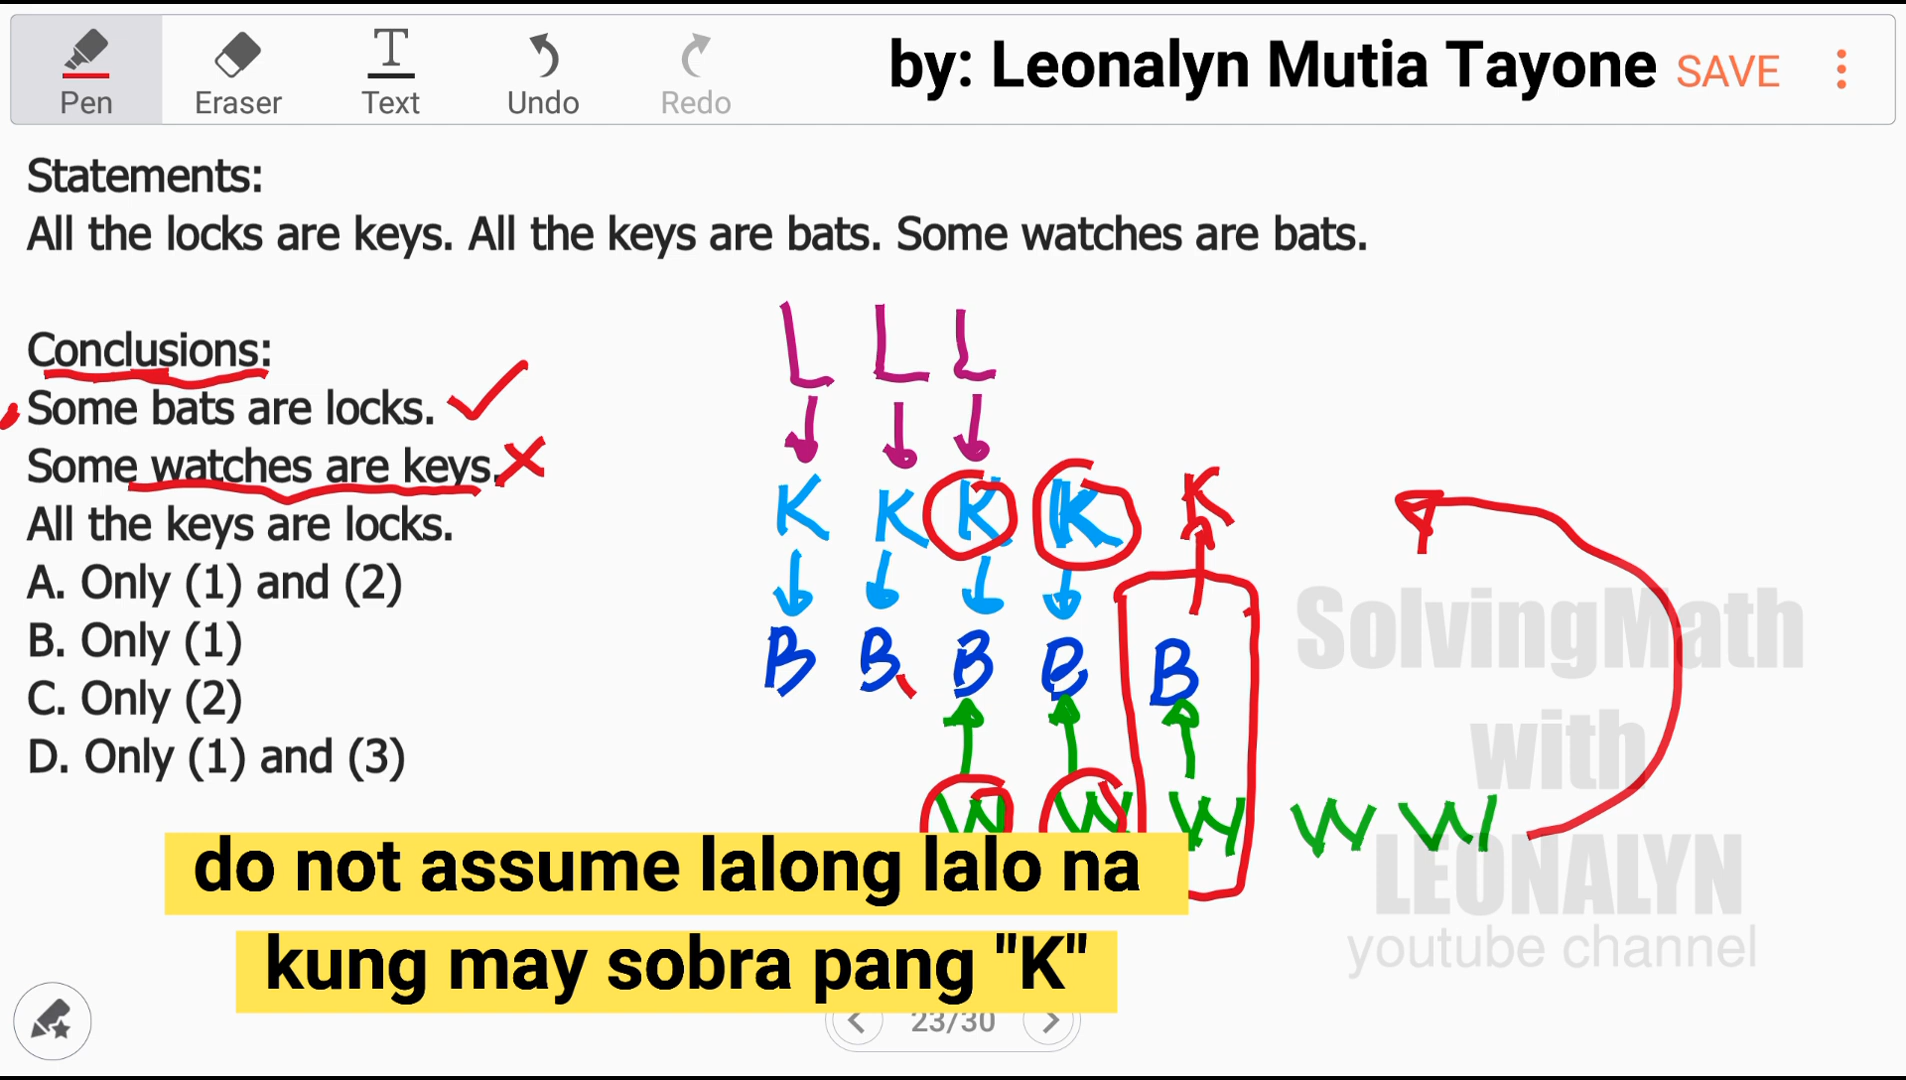 Pen
Eraser
Text
Undo
Redo
by: Leonalyn Mutia Tayone
SAVE
Statements:
All the locks are keys. All the keys are bats. Some watches are bats.
Conclusions:
Some bats are locks.
Some watches are keys.
All the keys are locks.
A. Only (1) and (2)
B. Only (1)
C. Only (2)
D. Only (1) and (3)
L L L
K K K K K
B B B B B
W W W W W
SolvingMath
with
LEONALYN
youtube channel
do not assume lalong lalo na
kung may sobra pang "K"
23/30